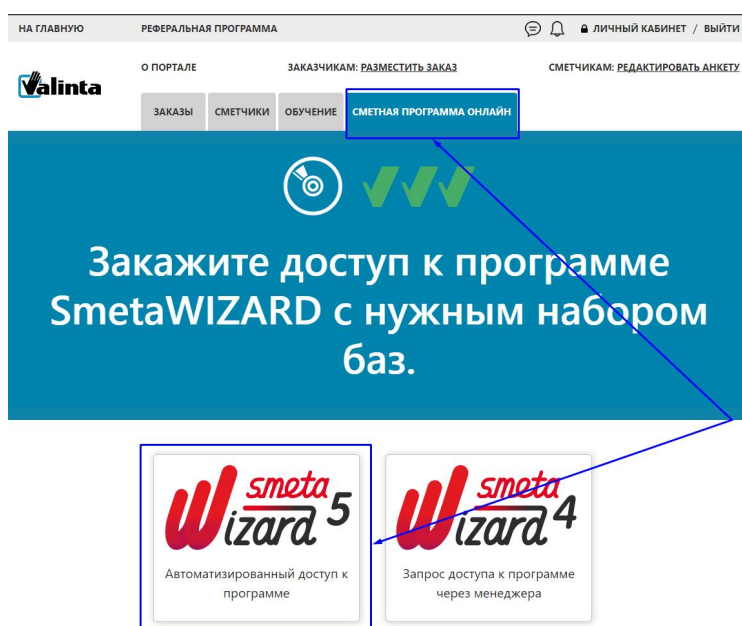 НА ГЛАВНУЮ
РЕФЕРАЛЬНАЯ ПРОГРАММА
ЛИЧНЫЙ КАБИНЕТ / ВЫЙТИ
Valinta
О ПОРТАЛЕ
ЗАКАЗЧИКАМ: РАЗМЕСТИТЬ ЗАКАЗ
СМЕТЧИКАМ: РЕДАКТИРОВАТЬ АНКЕТУ
ЗАКАЗЫ
СМЕТЧИКИ
ОБУЧЕНИЕ
СМЕТНАЯ ПРОГРАММА ОНЛАЙН
Закажите доступ к программе
SmetaWIZARD с нужным набором
баз.
smeta
Wizard 5
Автоматизированный доступ к
программе
smeta
Wizard 4
Запрос доступа к программе
через менеджера